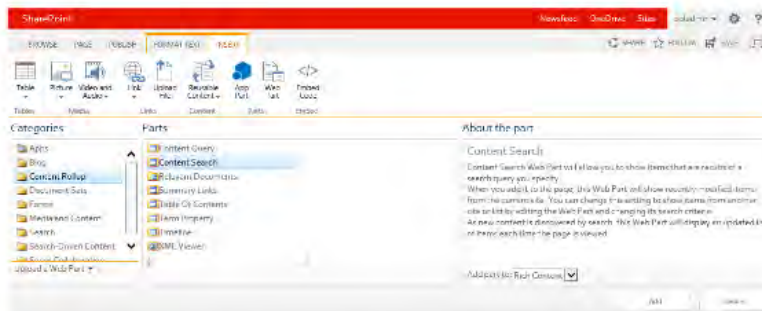 SharePoint
Newsfeed OneDrive Sites ?
BROWSE PAGE PUBLISH FORMAT TEXT INSERT
SHARE FOLLOW SAVE
Table Picture Video and Audio Link Upload File Reusable Content App Part Web Part Embed Code
Tables Media Links Content Parts Embed
Categories
Apps
Blog
Content Rollup
Document Sets
Forms
Media and Content
Search
Search-Driven Content
Upload a Web Part
Parts
Content Query
Content Search
Relevant Documents
Summary Links
Table Of Contents
Term Property
Timeline
XML Viewer
About the part
Content Search
Content Search Web Part will allow you to show items that are results of a
search query you specify.
When you add it to the page, this Web Part will show recently modified items
from the current site. You can change this setting to show items from another
site or list by editing the Web Part and changing its search criteria.
As new content is discovered by search, this Web Part will display an updated
of items each time the page is viewed.
Add part to: Rich Content
Add